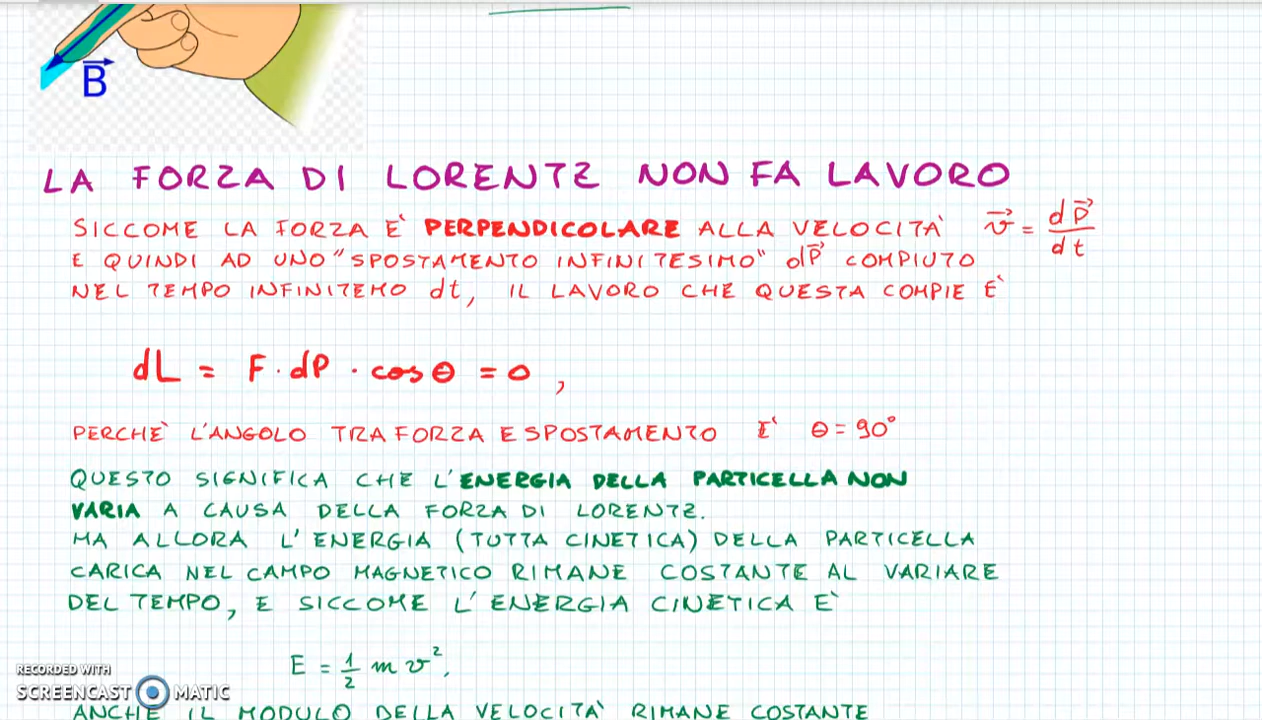 B
LA FORZA DI LORENTZ NON FA LAVORO
SICCOME LA FORZA È PERPENDICOLARE ALLA VELOCITÀ v⃗ = dP⃗/dt
E QUINDI AD UNO "SPOSTAMENTO INFINITESIMO" dP⃗ COMPIUTO
NEL TEMPO INFINITEMO dt, IL LAVORO CHE QUESTA COMPIE È
dL = F · dP · cos θ = 0 ,
PERCHÈ L'ANGOLO TRA FORZA E SPOSTAMENTO È θ = 90°
QUESTO SIGNIFICA CHE L'ENERGIA DELLA PARTICELLA NON
VARIA A CAUSA DELLA FORZA DI LORENTZ.
MA ALLORA L'ENERGIA (TUTTA CINETICA) DELLA PARTICELLA
CARICA NEL CAMPO MAGNETICO RIMANE COSTANTE AL VARIARE
DEL TEMPO, E SICCOME L'ENERGIA CINETICA È
E = 1/2 m v²,
RECORDED WITH
SCREENCAST MATIC
ANCHE IL MODULO DELLA VELOCITÀ RIMANE COSTANTE